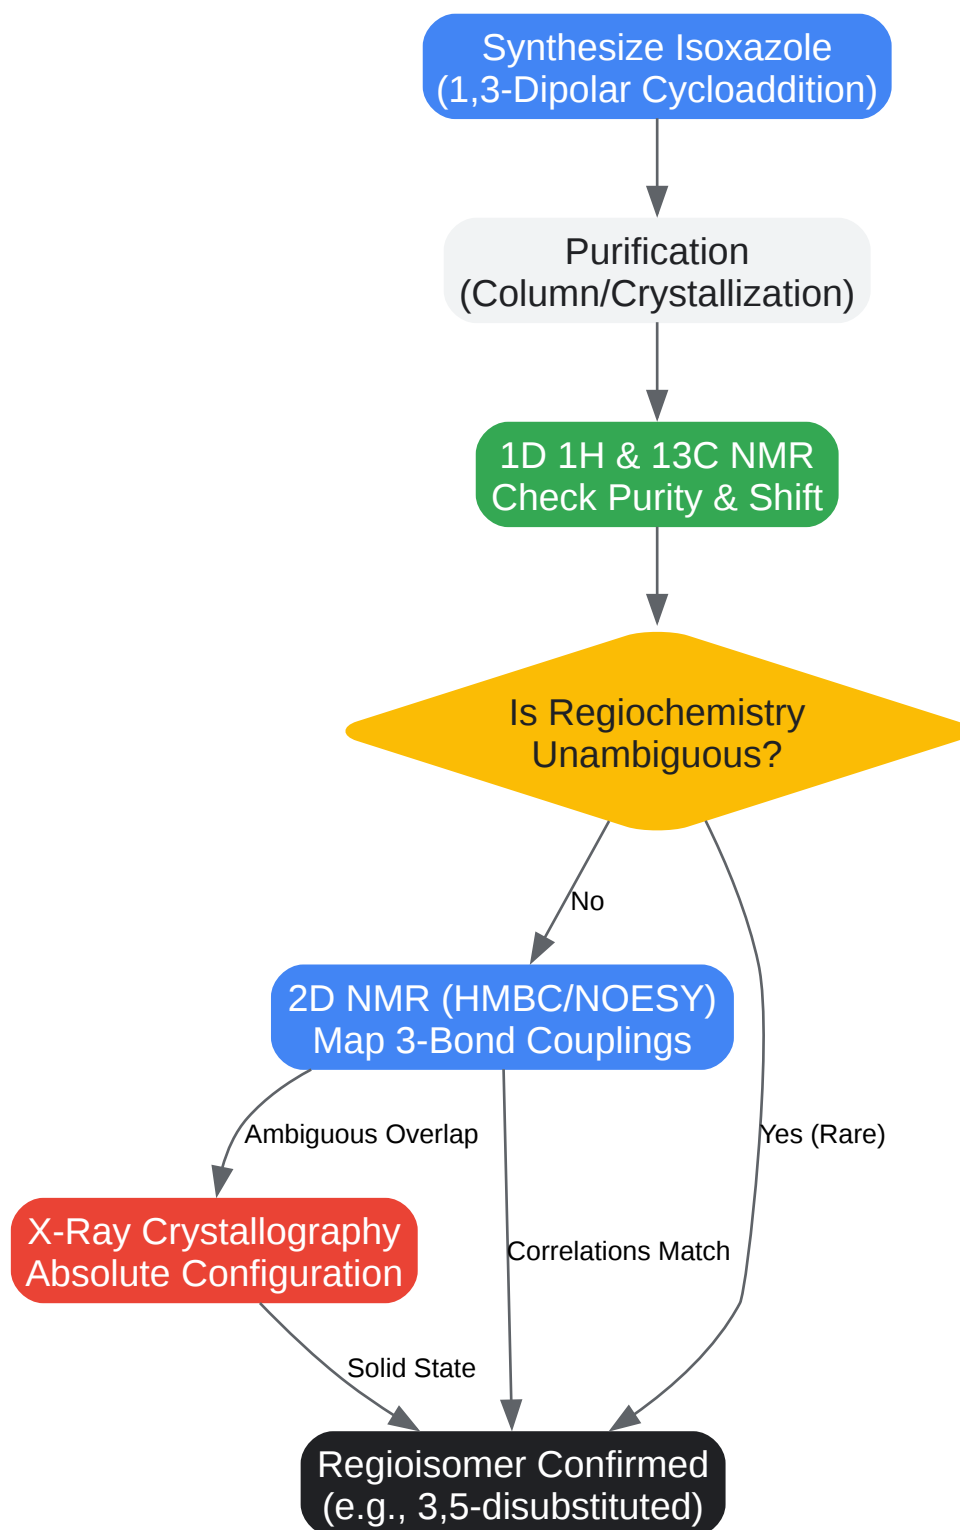 Synthesize Isoxazole
(1,3-Dipolar Cycloaddition)
Purification
(Column/Crystallization)
1D 1H & 13C NMR
Check Purity & Shift
Is Regiochemistry
Unambiguous?
No
2D NMR (HMBC/NOESY)
Map 3-Bond Couplings
Ambiguous Overlap
Yes (Rare)
X-Ray Crystallography
Absolute Configuration
Correlations Match
Solid State
Regioisomer Confirmed
(e.g., 3,5-disubstituted)